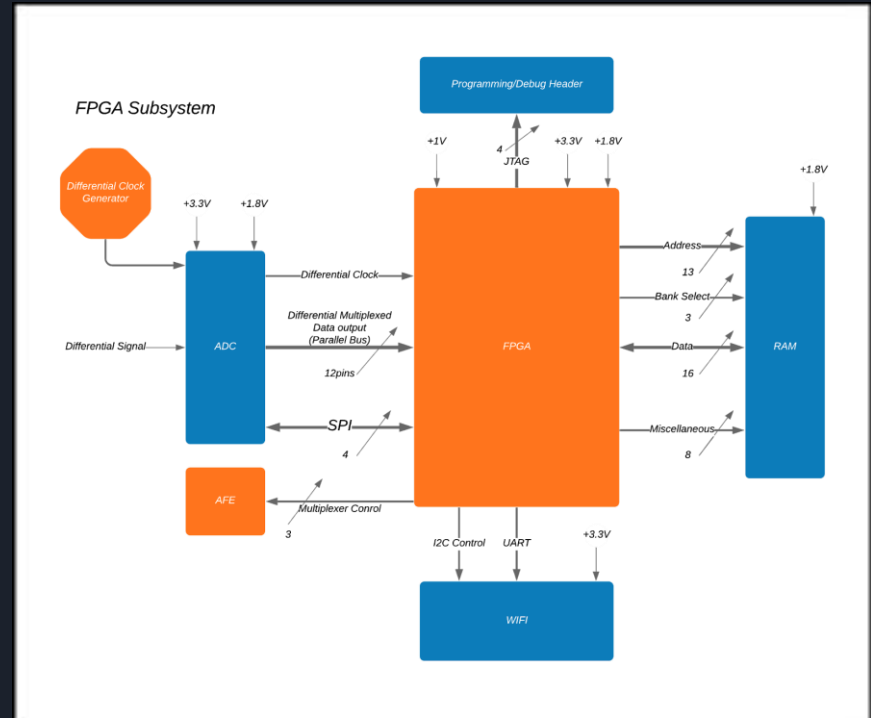 Programming/Debug Header
FPGA Subsystem
4
JTAG
+1V
+3.3V
+1.8V
Differential Clock
Generator
+3.3V
+1.8V
+1.8V
Address
13
Differential Clock
Bank Select
3
Differential Multiplexed
Data output
(Parallel Bus)
12pins
Differential Signal
ADC
FPGA
Data
16
RAM
SPI
4
Miscellaneous
8
AFE
Multiplexer Conrol
3
I2C Control
UART
+3.3V
WIFI